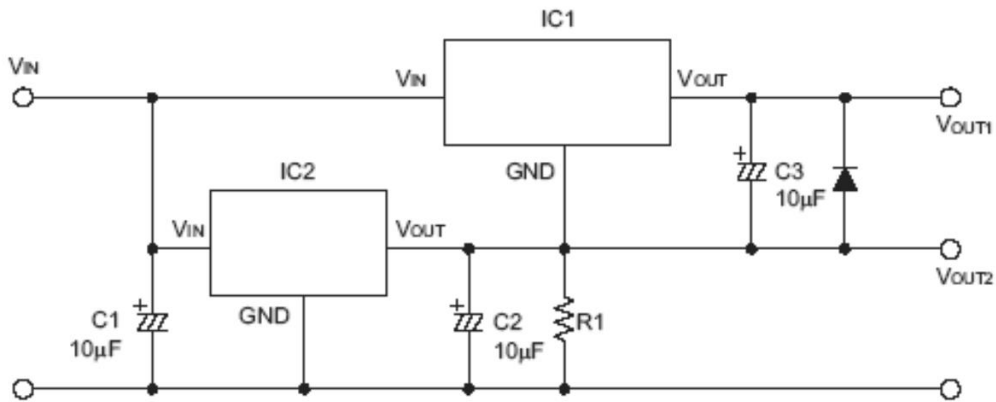 IC1
VIN
VIN
VOUT
VOUT1
GND
C3
10μF
IC2
VIN
VOUT
VOUT2
GND
C1
10μF
C2
10μF
R1
+
+
+